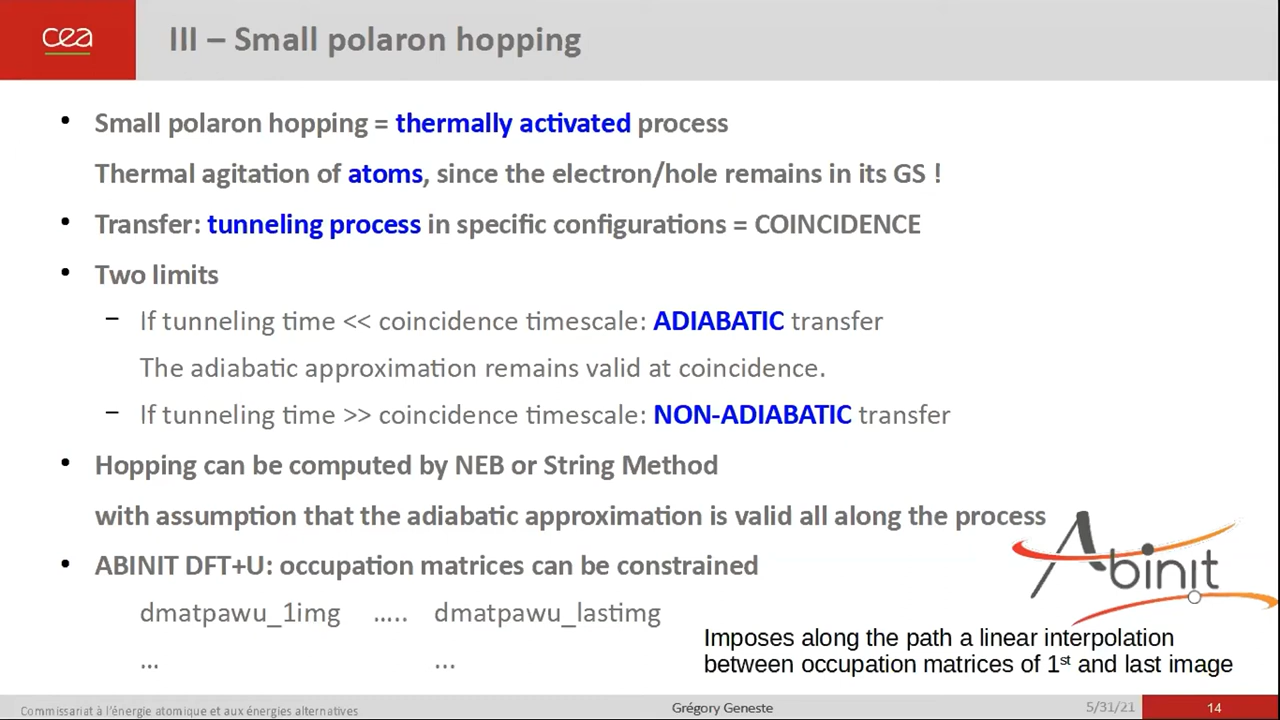 cea
III – Small polaron hopping
• Small polaron hopping = thermally activated process
Thermal agitation of atoms, since the electron/hole remains in its GS !
• Transfer: tunneling process in specific configurations = COINCIDENCE
• Two limits
– If tunneling time << coincidence timescale: ADIABATIC transfer
The adiabatic approximation remains valid at coincidence.
– If tunneling time >> coincidence timescale: NON-ADIABATIC transfer
• Hopping can be computed by NEB or String Method
with assumption that the adiabatic approximation is valid all along the process
• ABINIT DFT+U: occupation matrices can be constrained
Abinit
dmatpawu_1img ..... dmatpawu_lastimg
... ...
Imposes along the path a linear interpolation
between occupation matrices of 1st and last image
Commissariat à l'énergie atomique et aux énergies alternatives
Grégory Geneste
5/31/21
14